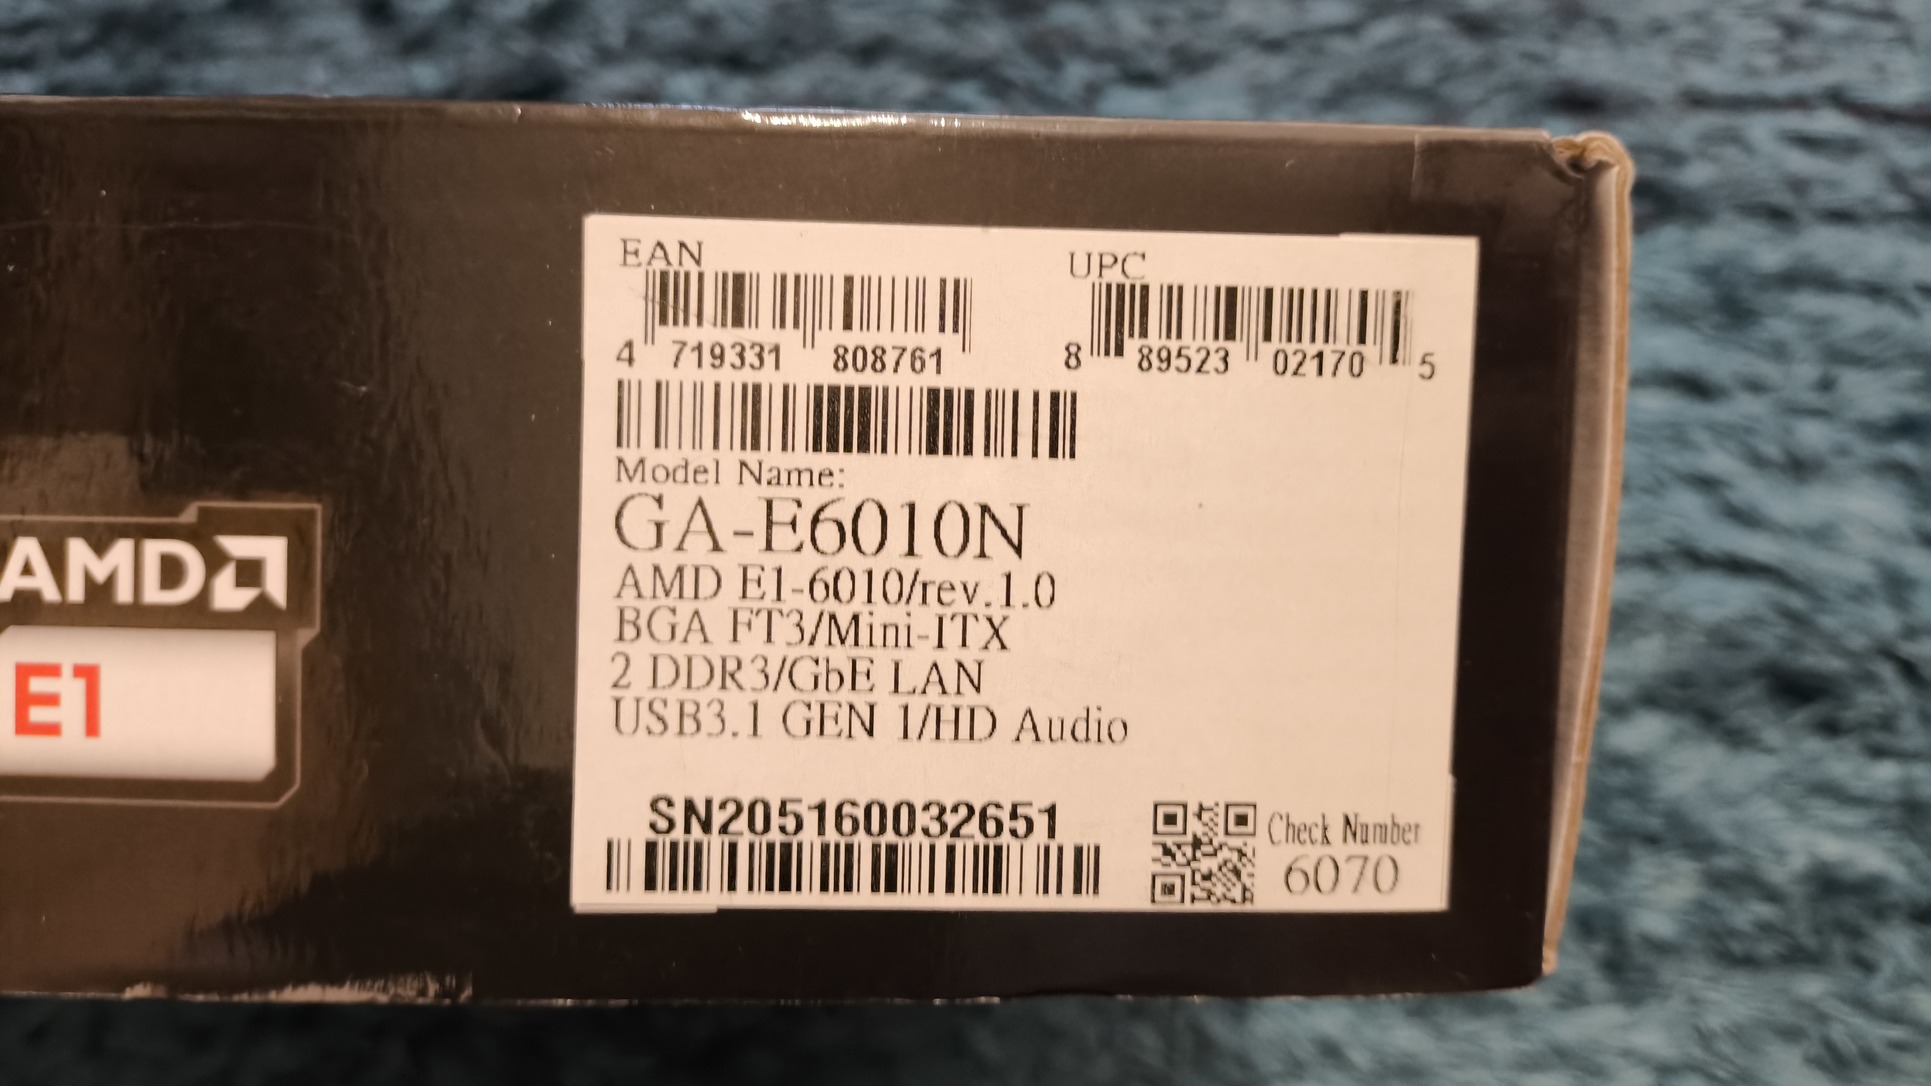 EAN
4 719331 808761
UPC
8 89523 02170 5
Model Name:
GA-E6010N
AMD E1-6010/rev.1.0
BGA FT3/Mini-ITX
2 DDR3/GbE LAN
USB3.1 GEN 1/HD Audio
SN205160032651
Check Number
6070
AMD
E1